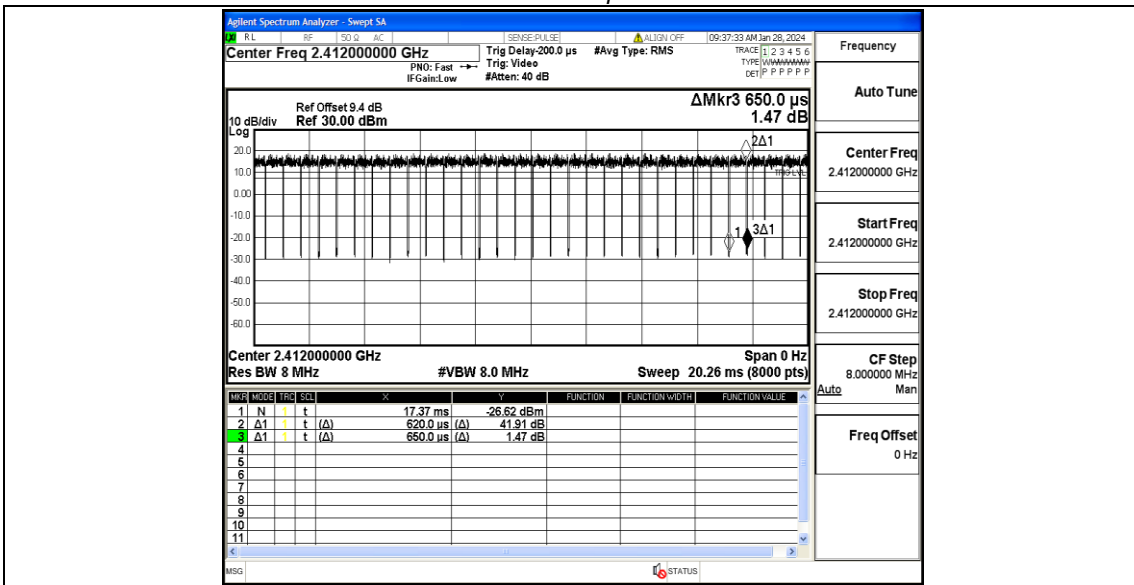 Agilent Spectrum Analyzer - Swept SA
LXI RL RF 50 Ω AC SENSE:PULSE ALIGN OFF 09:37:33 AM Jan 28, 2024
Center Freq 2.412000000 GHz
PNO: Fast
IFGain:Low
Trig Delay-200.0 µs
Trig: Video
#Atten: 40 dB
#Avg Type: RMS
TRACE 1 2 3 4 5 6
TYPE WWWWWW
DET P P P P P P
10 dB/div
Log
Ref Offset 9.4 dB
Ref 30.00 dBm
ΔMkr3 650.0 µs
1.47 dB
20.0
10.0
0.00
-10.0
-20.0
-30.0
-40.0
-50.0
-60.0
2Δ1
TRIG LVL
1
3Δ1
Center 2.412000000 GHz Span 0 Hz
Res BW 8 MHz #VBW 8.0 MHz Sweep 20.26 ms (8000 pts)
MKR MODE TRC SCL X Y FUNCTION FUNCTION WIDTH FUNCTION VALUE
1 N 1 t 17.37 ms -26.62 dBm
2 Δ1 1 t (Δ) 620.0 µs (Δ) 41.91 dB
3 Δ1 1 t (Δ) 650.0 µs (Δ) 1.47 dB
4
5
6
7
8
9
10
11
MSG STATUS
Frequency
Auto Tune
Center Freq
2.412000000 GHz
Start Freq
2.412000000 GHz
Stop Freq
2.412000000 GHz
CF Step
8.000000 MHz
Auto Man
Freq Offset
0 Hz